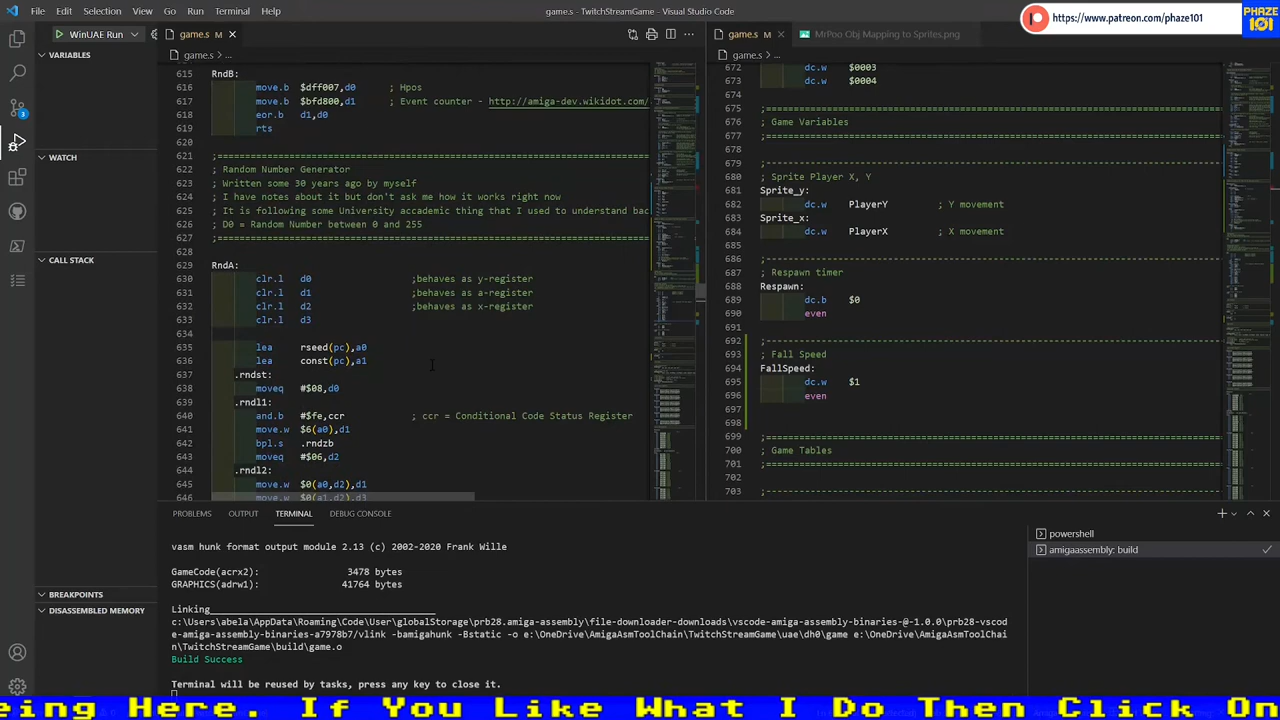 File Edit Selection View Go Run Terminal Help
game.s - TwitchStreamGame - Visual Studio Code
https://www.patreon.com/phaze101
PHAZE
101
WinUAE Run
game.s M
game.s M
MrPoo Obj Mapping to Sprites.png
VARIABLES
WATCH
CALL STACK
BREAKPOINTS
DISASSEMBLED MEMORY
3
game.s > ...
615 RndB:
616 move.b $dff007,d0 ; Hpos
617 move.b $bfd800,d1 ; Event counter - http://amiga-dev.wikidot.com/
618 eor.b d1,d0
619 rts
620
621 ;==============================================================================
622 ; Random Number Generator
623 ; Written some 30 years ago by myself
624 ; I have notes about it but don't ask me how it works right now
625 ; It is following some University accademic thing that I used to understand bac
626 ; D0 = Random Number between 0 and 255
627 ;==============================================================================
628
629 RndA:
630 clr.l d0 ;behaves as y-register
631 clr.l d1 ;behaves as a-register
632 clr.l d2 ;behaves as x-register
633 clr.l d3
634
635 lea rseed(pc),a0
636 lea const(pc),a1
637 .rndst:
638 moveq #$08,d0
639 .rndl1:
640 and.b #$fe,ccr ; ccr = Conditional Code Status Register
641 move.w $6(a0),d1
642 bpl.s .rndzb
643 moveq #$06,d2
644 .rndl2:
645 move.w $0(a0,d2),d1
646 move.w $0(a1,d2),d3
game.s > ...
672 dc.w $0003
673 dc.w $0004
674
675 ;==============================================================================
676 ; Game Variables
677 ;==============================================================================
678
679 ;------------------------------------------------------------------------------
680 ; Sprite Player X, Y
681 Sprite_y:
682 dc.w PlayerY ; Y movement
683 Sprite_x:
684 dc.w PlayerX ; X movement
685
686 ;------------------------------------------------------------------------------
687 ; Respawn timer
688 Respawn:
689 dc.b $0
690 even
691
692 ;------------------------------------------------------------------------------
693 ; Fall Speed
694 FallSpeed:
695 dc.w $1
696 even
697
698
699 ;==============================================================================
700 ; Game Tables
701 ;==============================================================================
702
703 ;------------------------------------------------------------------------------
PROBLEMS OUTPUT TERMINAL DEBUG CONSOLE
vasm hunk format output module 2.13 (c) 2002-2020 Frank Wille
GameCode(acrx2): 3478 bytes
GRAPHICS(adrw1): 41764 bytes
Linking______________________________________
c:\Users\abela\AppData\Roaming\Code\User\globalStorage\prb28.amiga-assembly\file-downloader-downloads\vscode-amiga-assembly-binaries-@-1.0.0\prb28-vscod
e-amiga-assembly-binaries-a7978b7/vlink -bamigahunk -Bstatic -o e:\OneDrive\AmigaAsmToolChain\TwitchStreamGame\uae\dh0\game e:\OneDrive\AmigaAsmToolChai
n\TwitchStreamGame\build\game.o
Build Success
Terminal will be reused by tasks, press any key to close it.
powershell
amigaassembly: build
eing Here. If You Like What I Do Then Click On